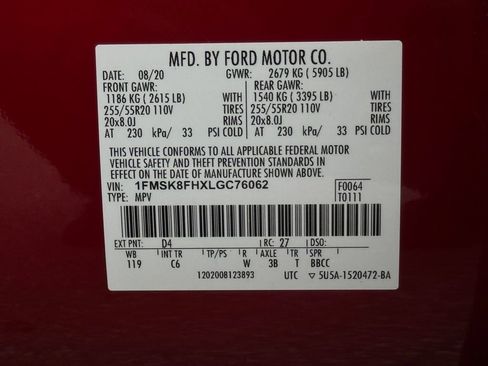 MFD. BY FORD MOTOR CO.
DATE: 08/20 GVWR: 2679 KG ( 5905 LB)
FRONT GAWR: REAR GAWR:
1186 KG ( 2615 LB) WITH 1540 KG ( 3395 LB) WITH
255/55R20 110V TIRES 255/55R20 110V TIRES
20x8.0J RIMS 20x8.0J RIMS
AT 230 kPa/ 33 PSI COLD AT 230 kPa/ 33 PSI COLD
THIS VEHICLE CONFORMS TO ALL APPLICABLE FEDERAL MOTOR
VEHICLE SAFETY AND THEFT PREVENTION STANDARDS IN
EFFECT ON THE DATE OF MANUFACTURE SHOWN ABOVE.
VIN: 1FMSK8FHXLGC76062 F0064
TYPE: MPV T0111
EXT PNT: D4 RC: 27 DSO:
WB INT TR TP/PS R AXLE TR SPR
119 C6 W 3B T BBCC
1202008123893 UTC ▽5U5A-1520472-BA